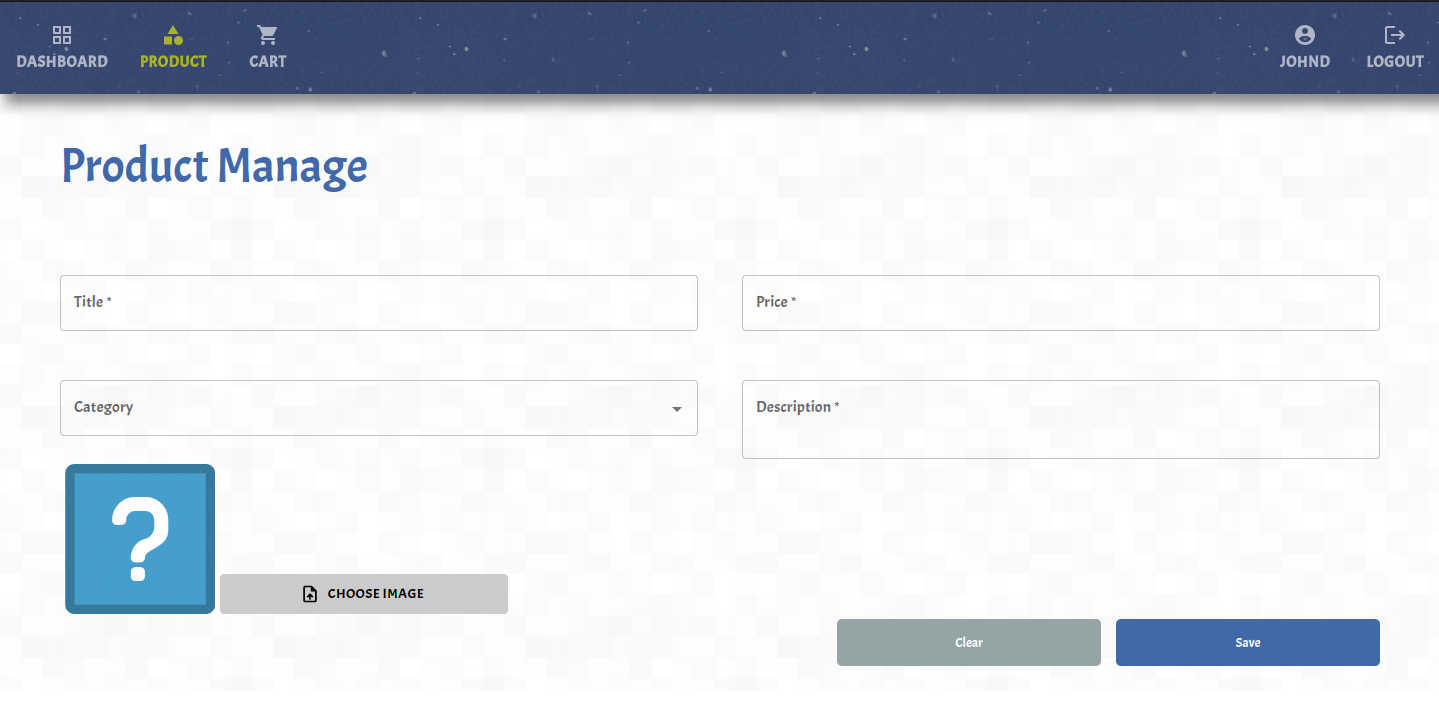 DASHBOARD
PRODUCT
CART
JOHND
LOGOUT
Product Manage
Title *
Price *
Category
Description *
?
CHOOSE IMAGE
Clear
Save